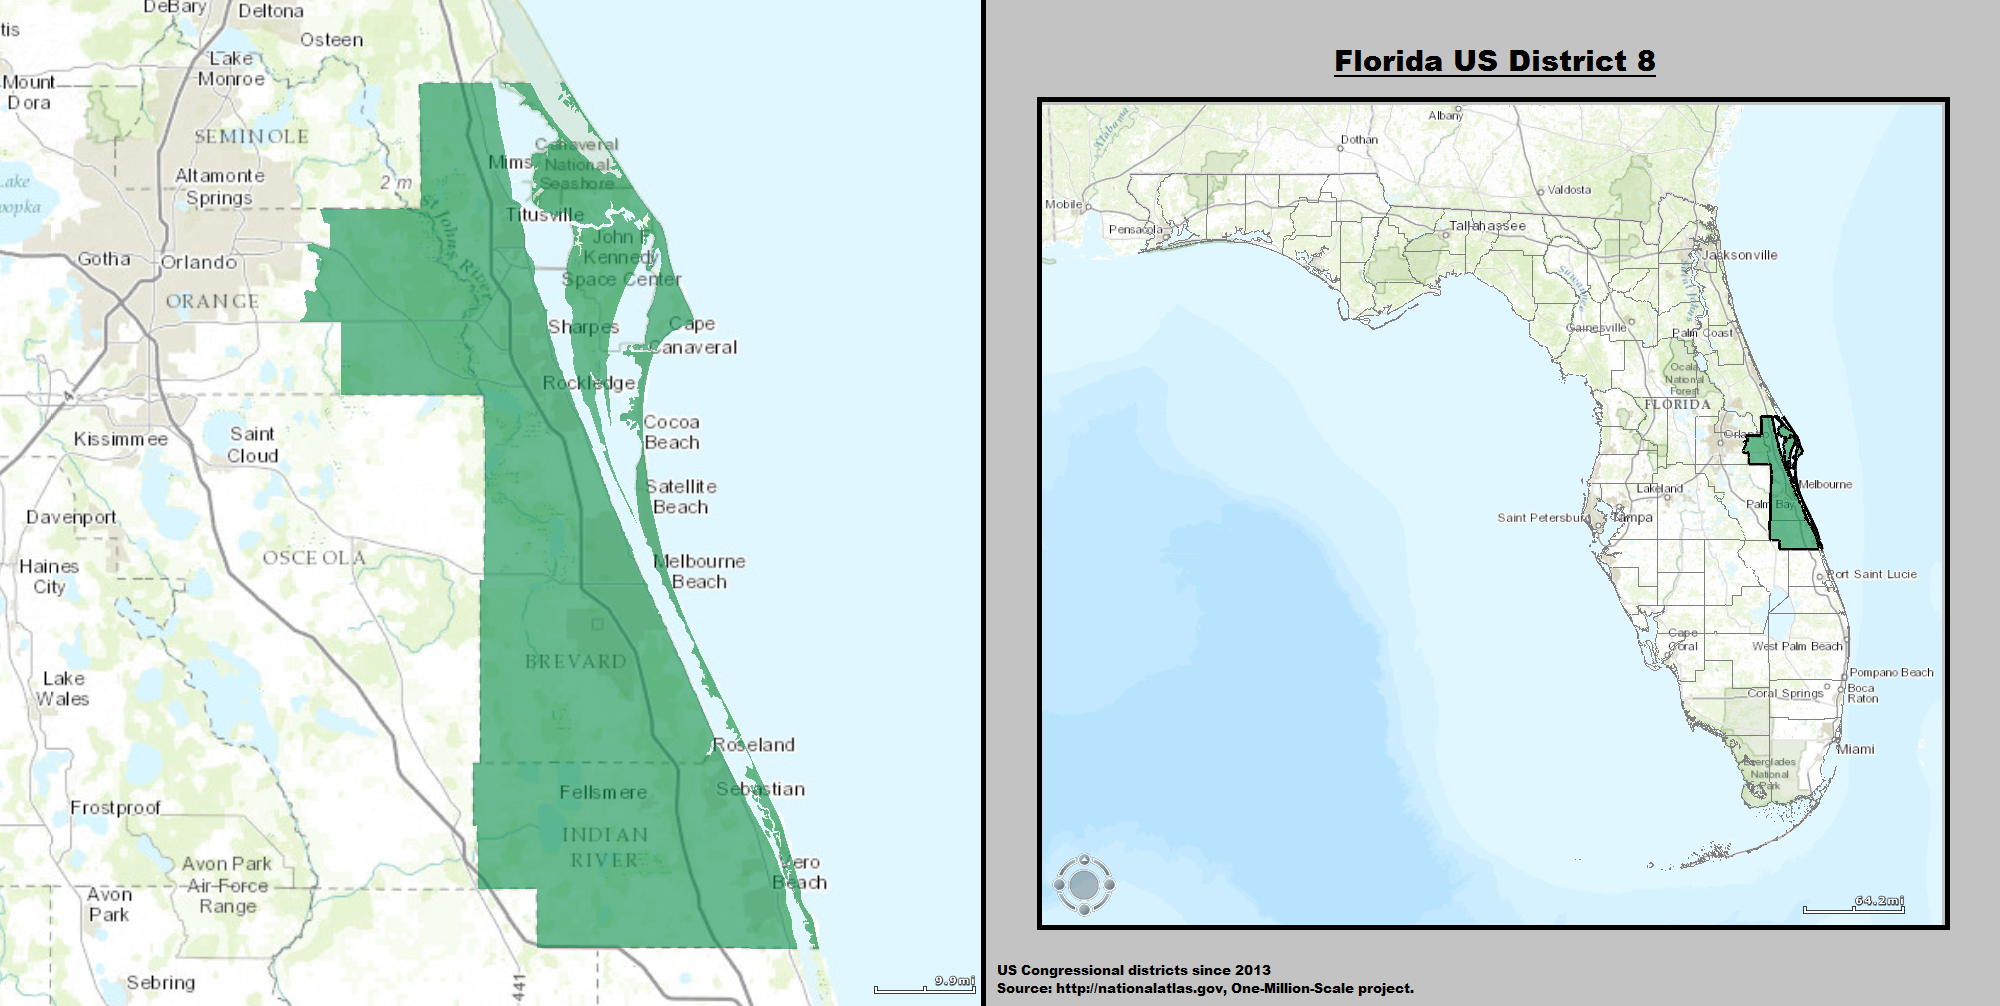 DeBary
Deltona
Osteen
Lake
Monroe
Mount
Dora
SEMINOLE
Altamonte
Springs
2 m
Lake
Mims
Canaveral
National
Seashore
Titusville
St Johns River
John F
Kennedy
Space Center
Gotha
Orlando
ORANGE
Sharpes
Cape
Canaveral
Rockledge
4
Kissimmee
Saint
Cloud
Cocoa
Beach
Satellite
Beach
Davenport
OSCEOLA
Haines
City
Melbourne
Beach
BREVARD
Lake
Wales
Roseland
Sebastian
Fellsmere
Frostproof
INDIAN
RIVER
Vero
Beach
Avon Park
Air Force
Range
Avon
Park
Sebring
441
9.9mi
Florida US District 8
Albany
Alabama
Dothan
Valdosta
Mobile
Pensacola
Tallahassee
Jacksonville
Suwannee
Saint Johns
Gainesville
Palm Coast
Ocala
National
Forest
FLORIDA
Melbourne
Lakeland
Palm Bay
Saint Petersburg
Tampa
Port Saint Lucie
Cape
Coral
West Palm Beach
Pompano Beach
Coral Springs
Boca
Raton
Miami
Everglades
National
Park
64.2mi
US Congressional districts since 2013
Source: http://nationalatlas.gov, One-Million-Scale project.